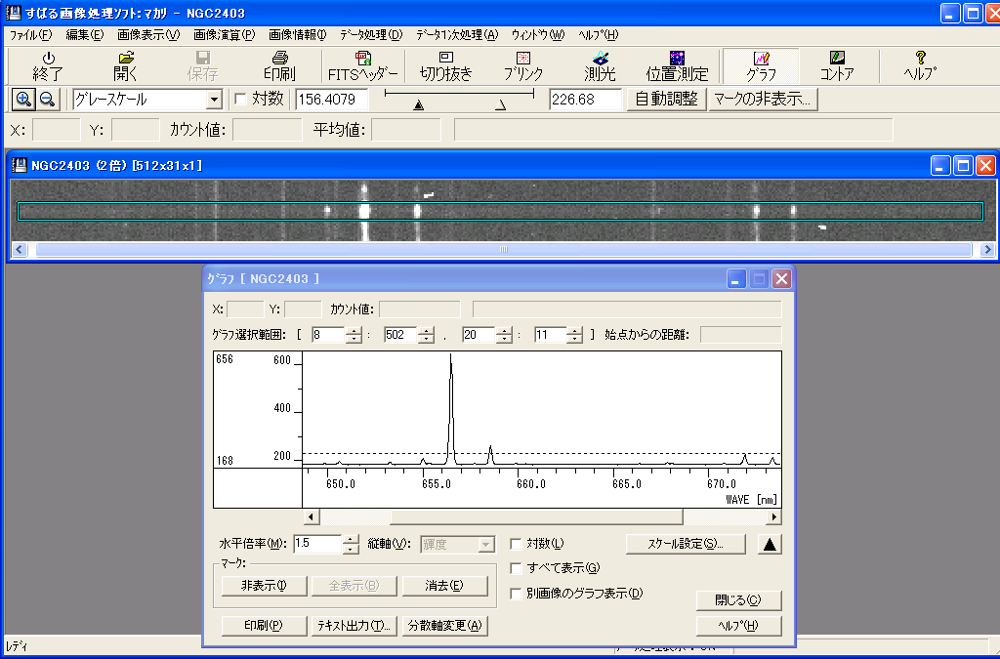 すばる画像処理ソフト:マカリ - NGC2403
ファイル(F) 編集(E) 画像表示(V) 画像演算(P) 画像情報(I) データ処理(D) データ1次処理(A) ウィンドウ(W) ヘルプ(H)
終了 開く 保存 印刷 FITSヘッダー 切り抜き ブリンク 測光 位置測定 グラフ コントア ヘルプ
グレースケール 対数 156.4079 226.68 自動調整 マークの非表示...
X: Y: カウント値: 平均値:
NGC2403 (2倍) [512x31x1]
グラフ [ NGC2403 ]
X: Y: カウント値:
グラフ選択範囲: [ 8 : 502 , 20 : 11 ] 始点からの距離:
656 600
400
168 200
650.0 655.0 660.0 665.0 670.0
WAVE [nm]
水平倍率(M): 1.5 縦軸(V): 輝度 対数(L) スケール設定(S)... ▲
マーク: すべて表示(G)
非表示(I) 全表示(B) 消去(E) 別画像のグラフ表示(D)
閉じる(C)
印刷(P) テキスト出力(T)... 分散軸変更(A) ヘルプ(H)
レディ